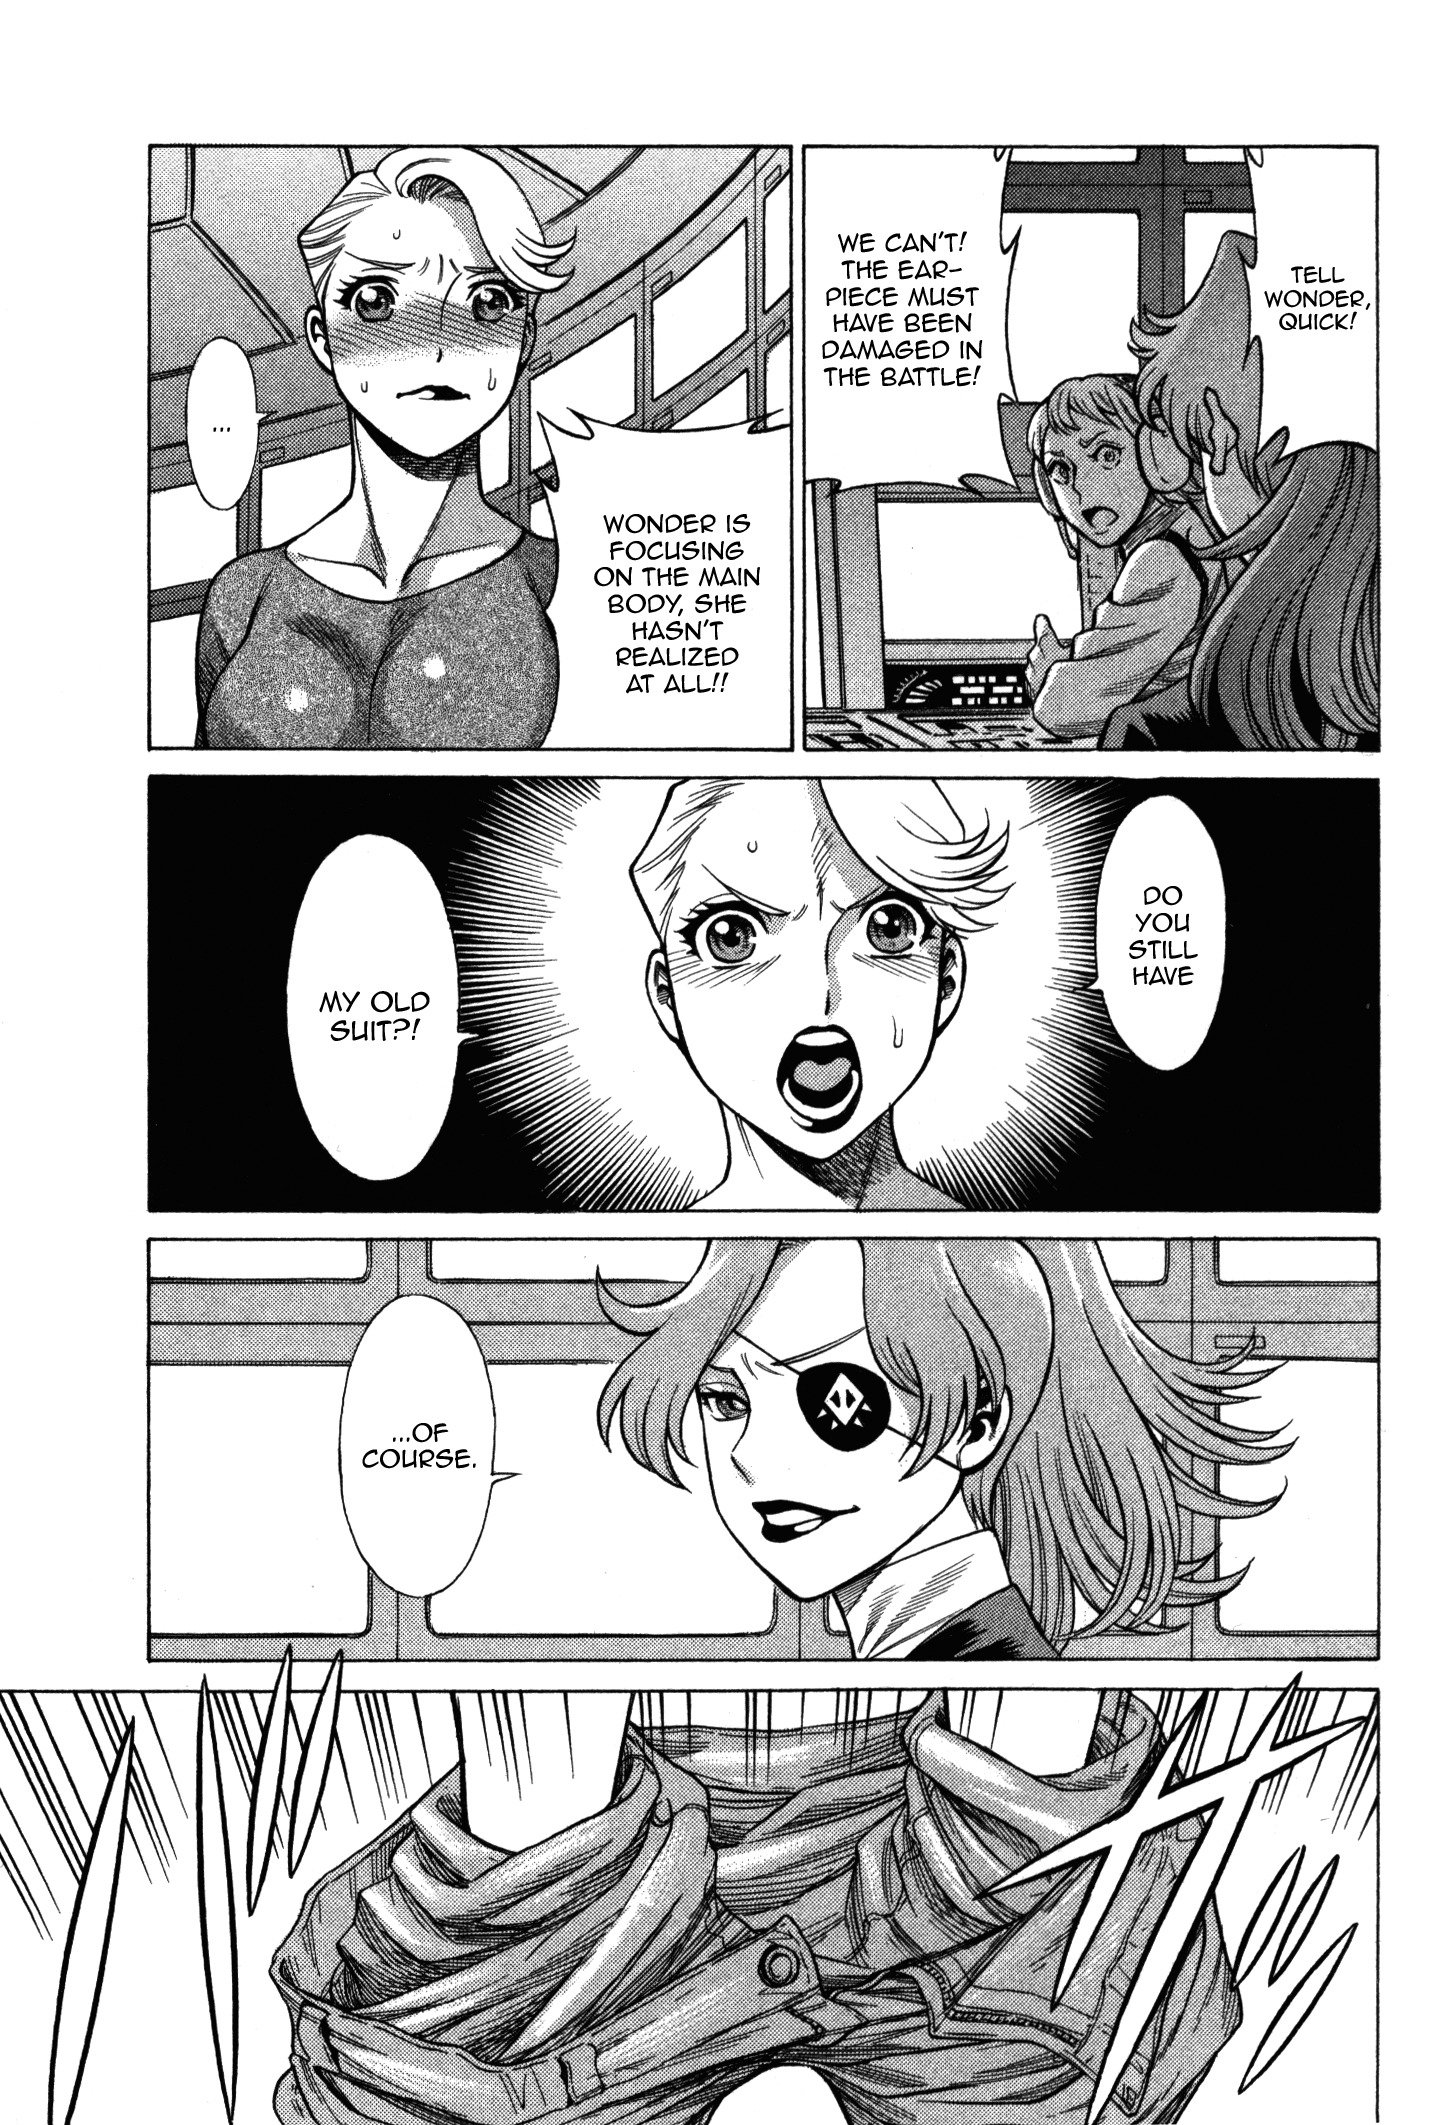 TELL
WONDER,
QUICK!
WE CAN'T!
THE EAR-
PIECE MUST
HAVE BEEN
DAMAGED IN
THE BATTLE!
WONDER IS
FOCUSING
ON THE MAIN
BODY, SHE
HASN'T
REALIZED
AT ALL!!
...
DO
YOU
STILL
HAVE
MY OLD
SUIT?!
...OF
COURSE.